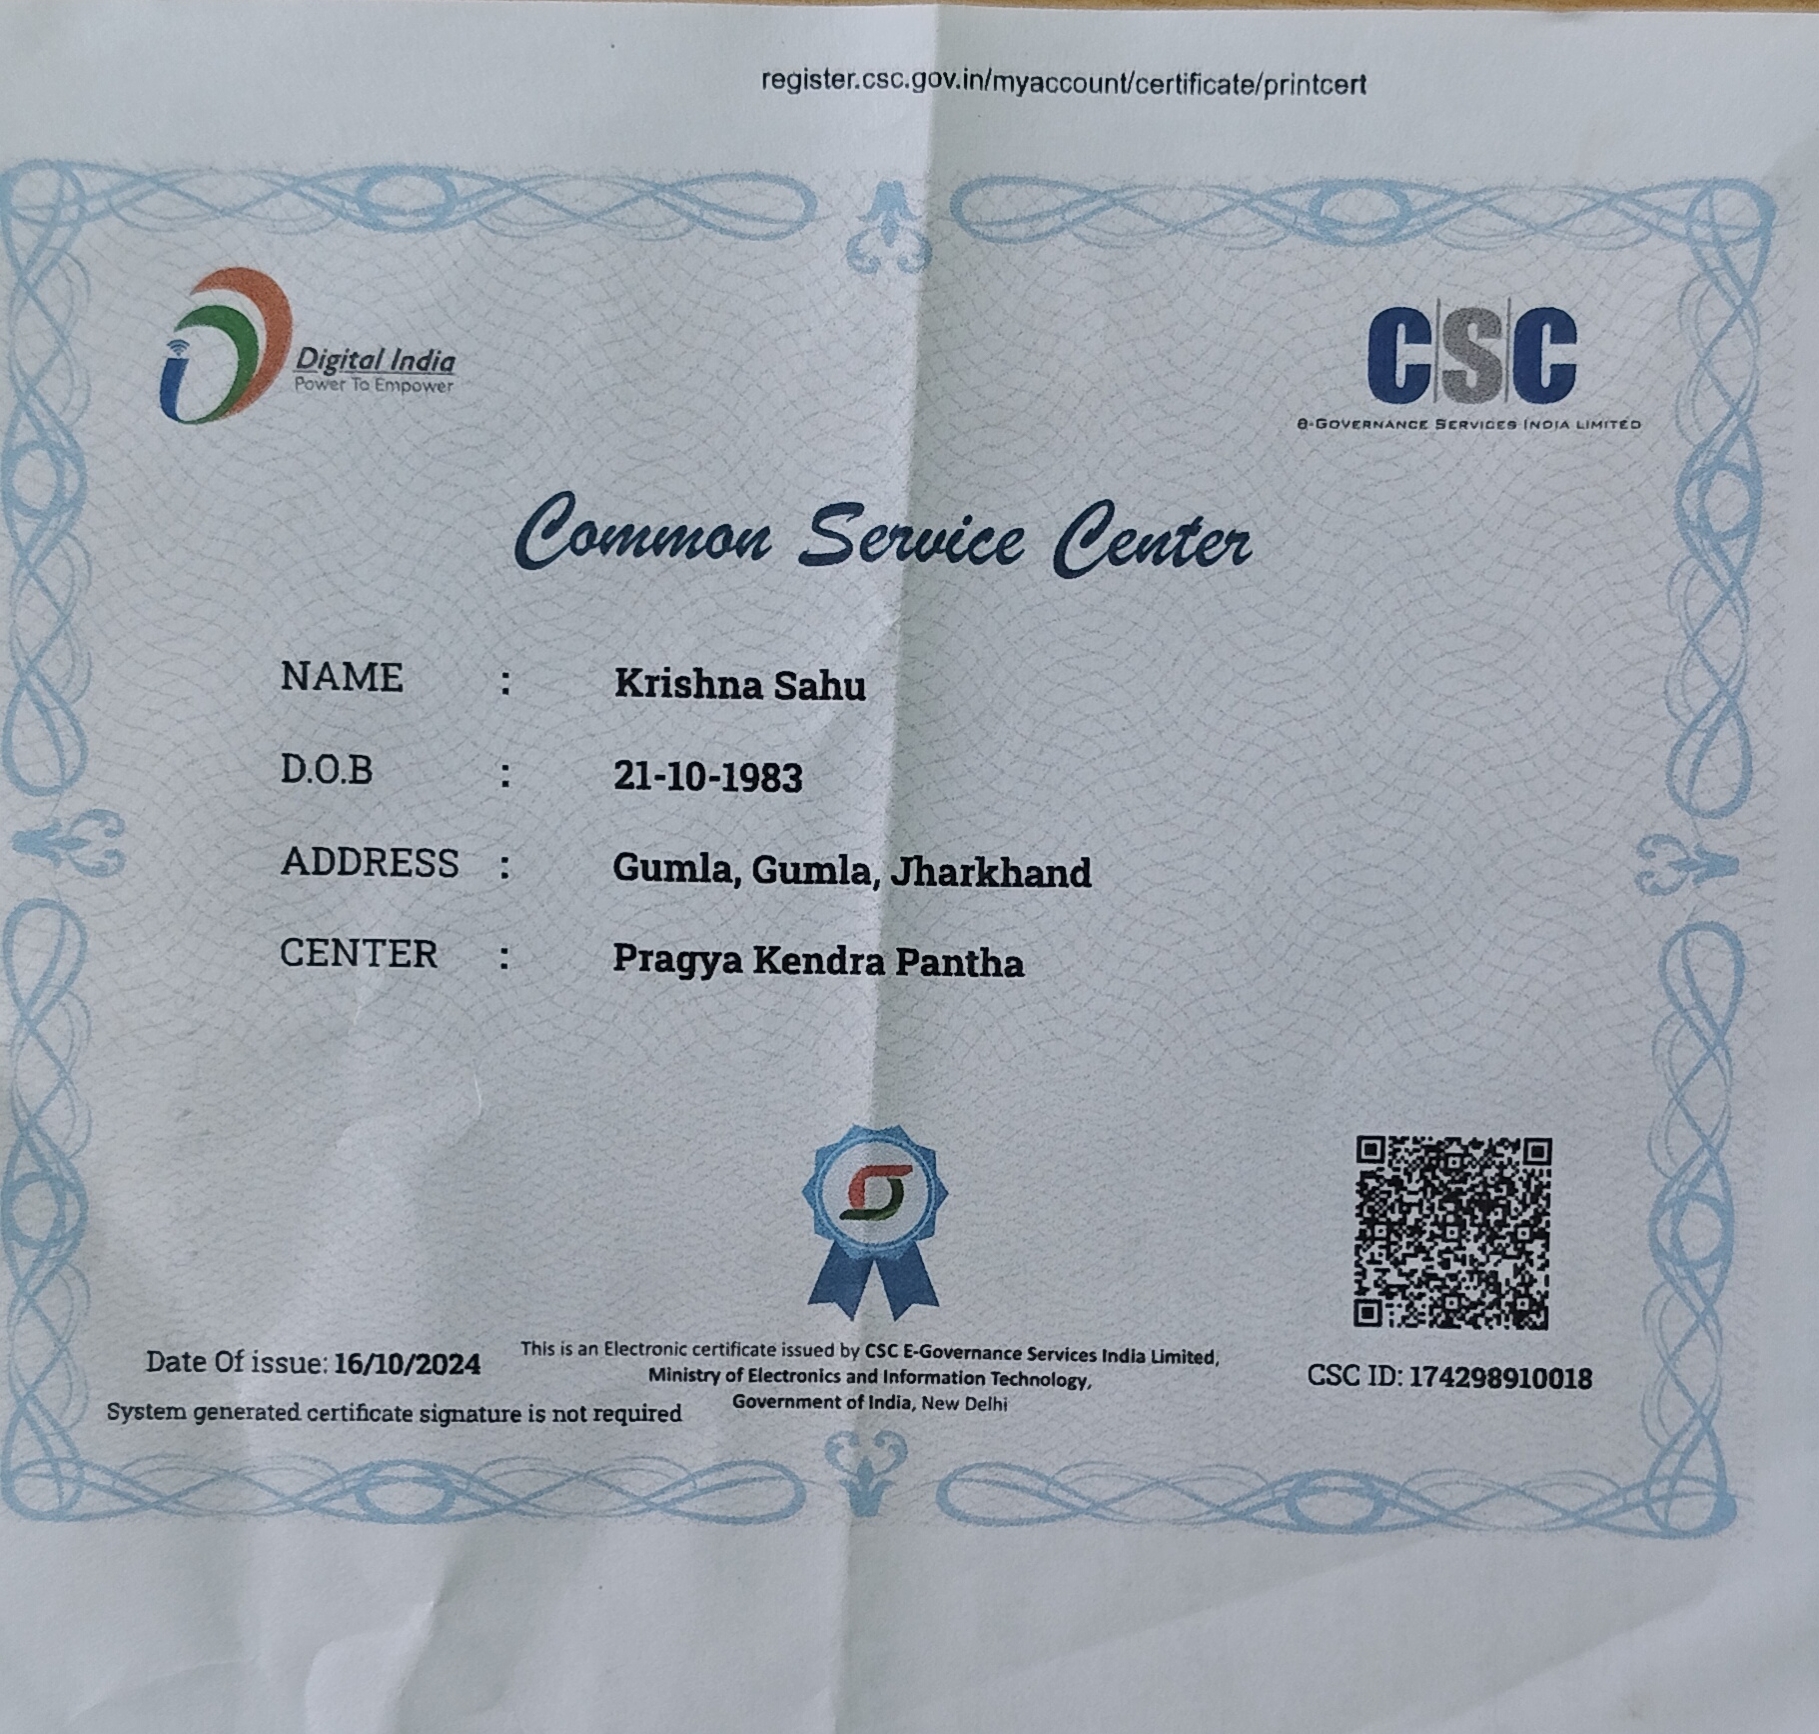 register.csc.gov.in/myaccount/certificate/printcert
Digital India
Power To Empower
CSC
e-Governance Services India Limited
Common Service Center
NAME : Krishna Sahu
D.O.B : 21-10-1983
ADDRESS : Gumla, Gumla, Jharkhand
CENTER : Pragya Kendra Pantha
This is an Electronic certificate issued by CSC E-Governance Services India Limited,
Ministry of Electronics and Information Technology,
Government of India, New Delhi
Date Of issue: 16/10/2024
System generated certificate signature is not required
CSC ID: 174298910018